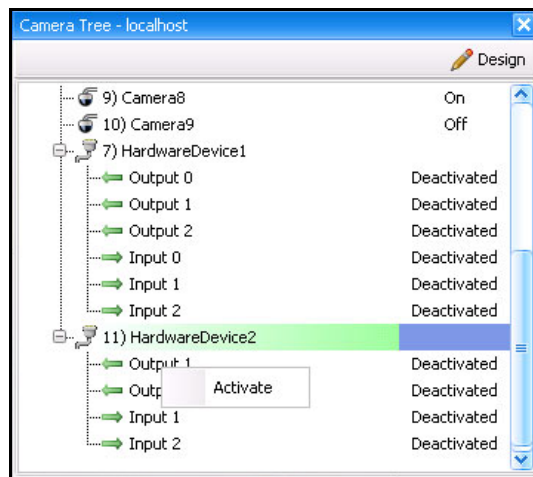 Camera Tree - localhost
Design
9) Camera8 On
10) Camera9 Off
7) HardwareDevice1
Output 0 Deactivated
Output 1 Deactivated
Output 2 Deactivated
Input 0 Deactivated
Input 1 Deactivated
Input 2 Deactivated
11) HardwareDevice2
Output 1 Deactivated
Deactivated
Activate
Input 1 Deactivated
Input 2 Deactivated